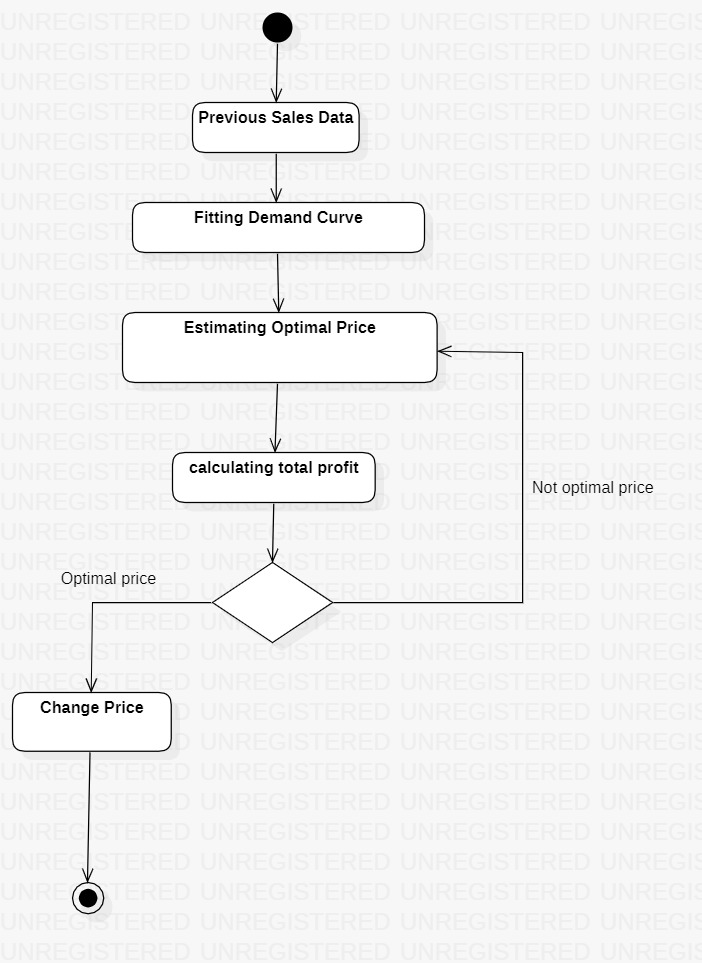 Previous Sales Data
Fitting Demand Curve
Estimating Optimal Price
calculating total profit
Not optimal price
Optimal price
Change Price
UNREGISTERED UNREGISTERED UNREGISTERED UNREGIS